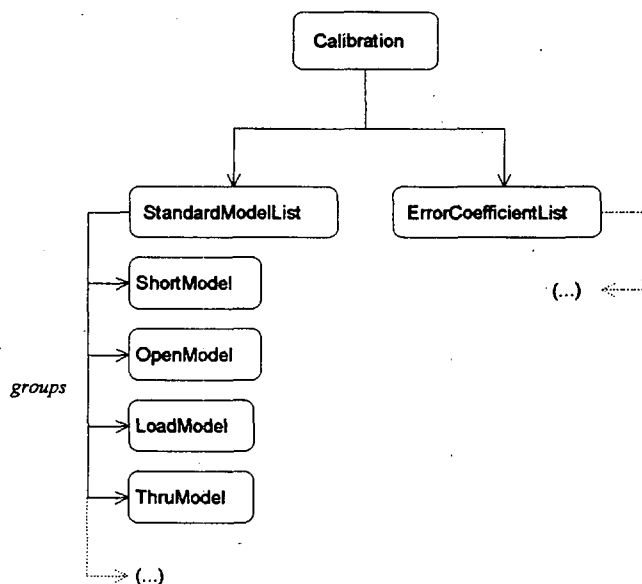 Calibration
StandardModelList
ErrorCoefficientList
ShortModel
(...)
OpenModel
groups
LoadModel
ThruModel
(...)